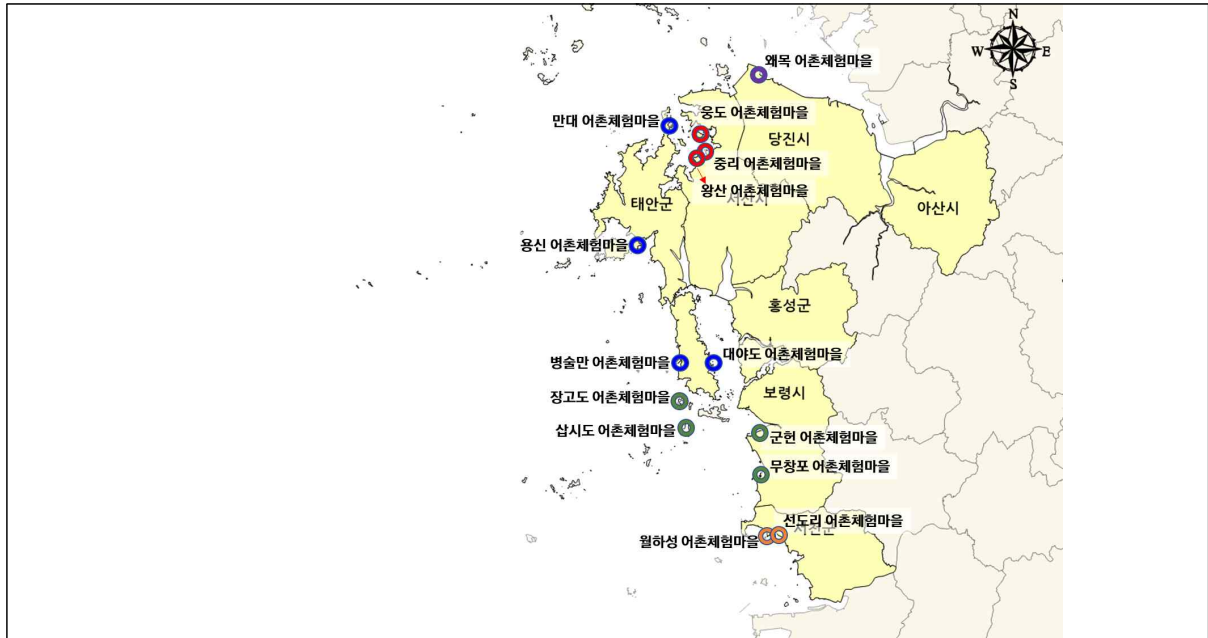 N
W E
S
왜목 어촌체험마을
만대 어촌체험마을
웅도 어촌체험마을
당진시
중리 어촌체험마을
왕산 어촌체험마을
태안군
서산시
아산시
용신 어촌체험마을
홍성군
병술만 어촌체험마을
대야도 어촌체험마을
장고도 어촌체험마을
보령시
삽시도 어촌체험마을
군헌 어촌체험마을
무창포 어촌체험마을
선도리 어촌체험마을
서천군
월하성 어촌체험마을